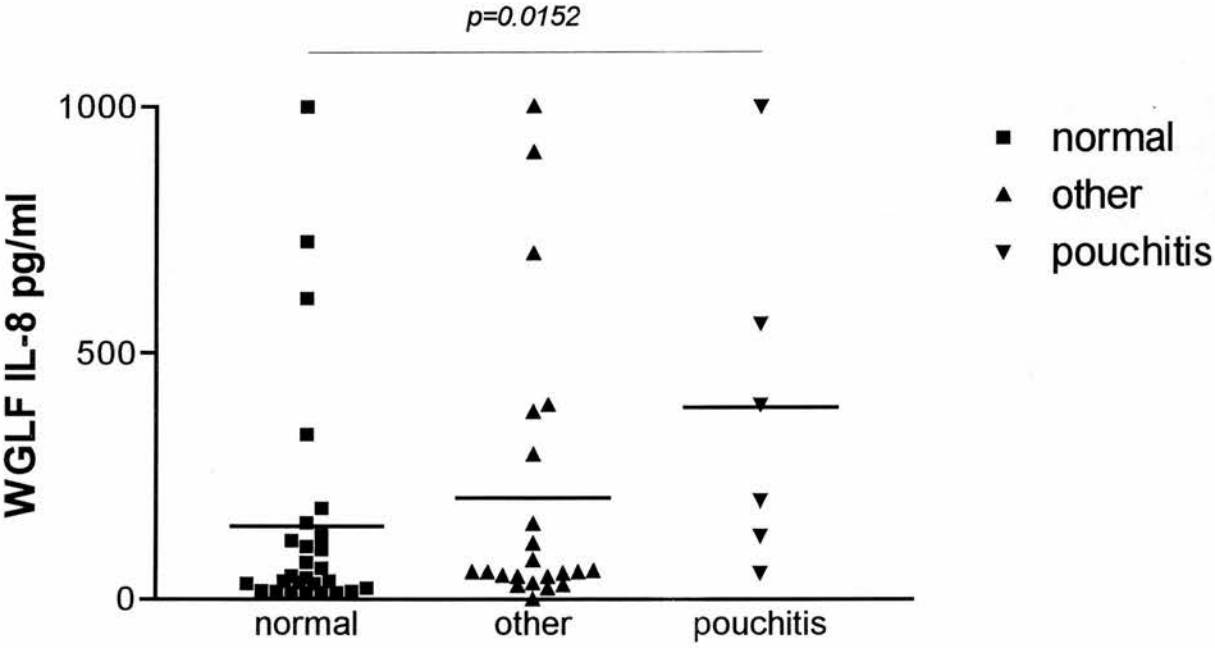 p=0.0152
WGLF IL-8 pg/ml
1000
500
0
normal
other
pouchitis
normal
other
pouchitis